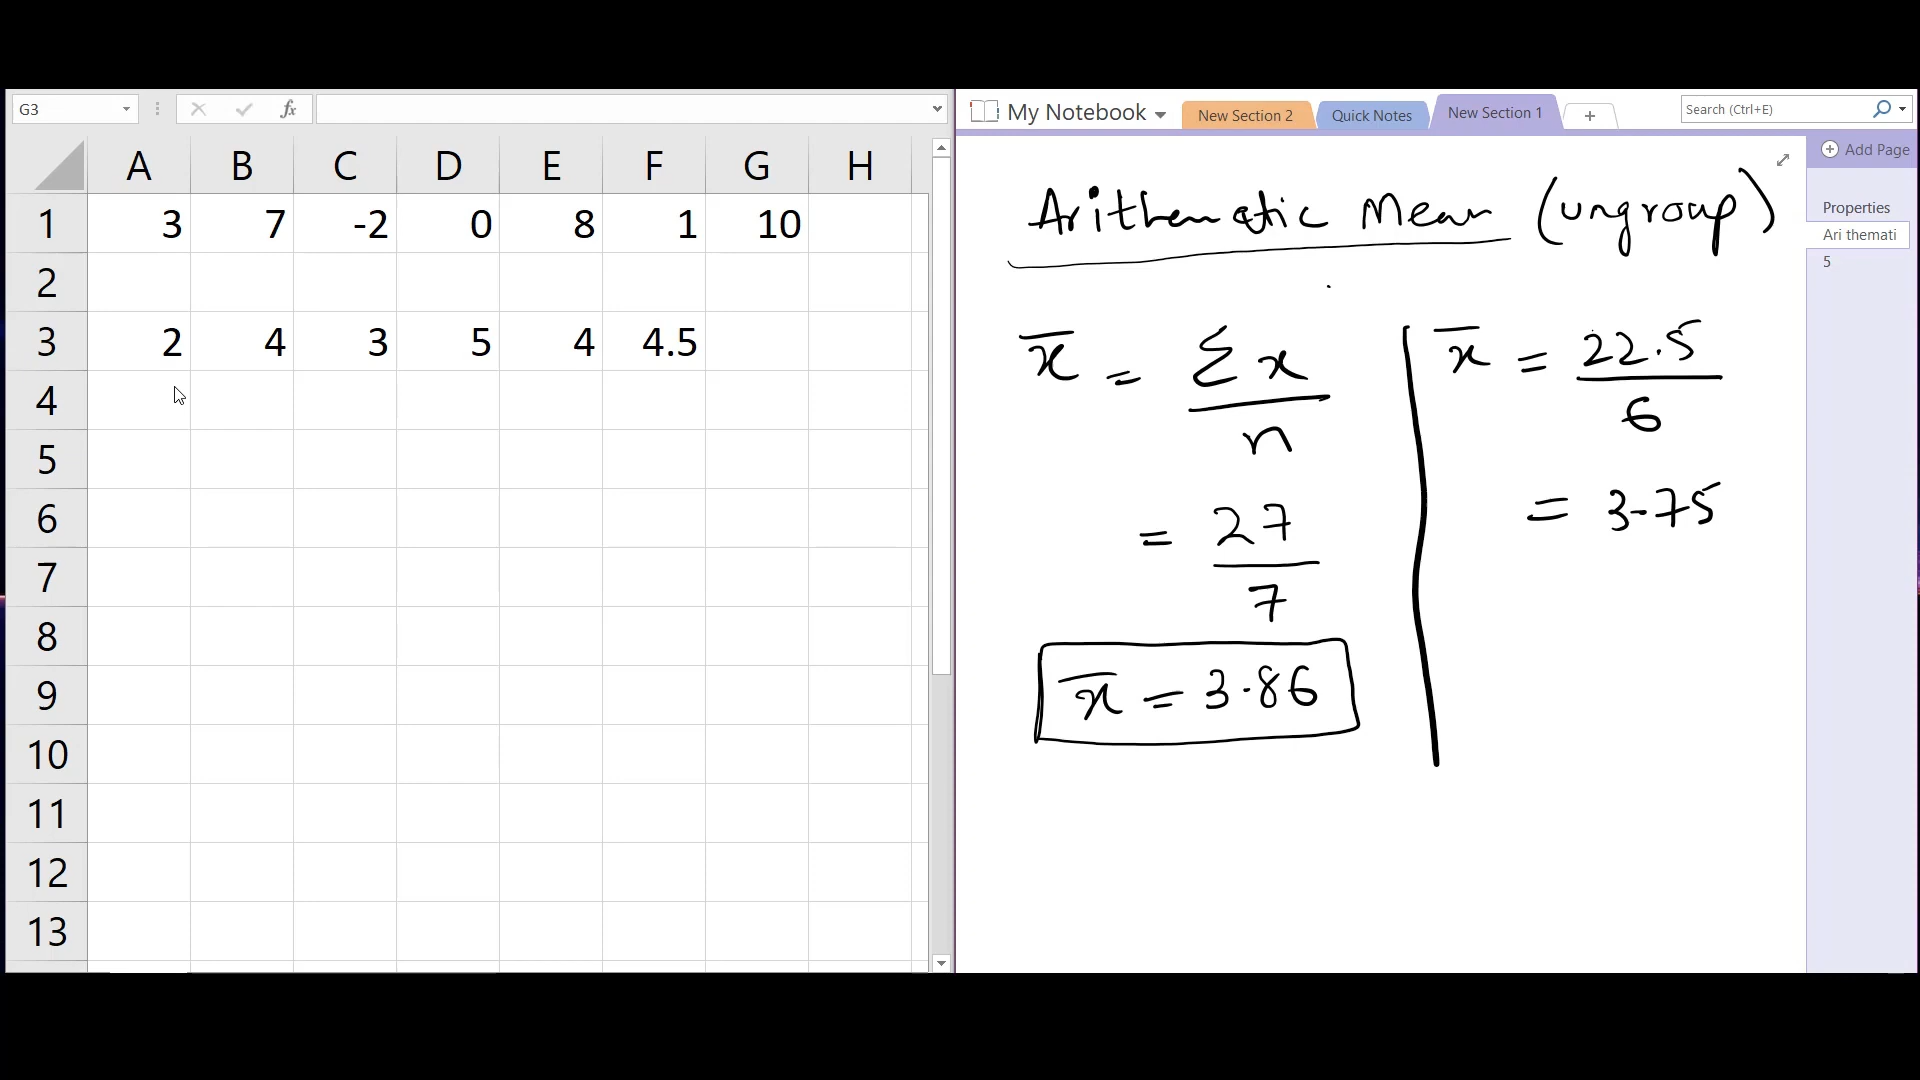 G3
fx
A B C D E F G H
1 3 7 -2 0 8 1 10
2
3 2 4 3 5 4 4.5
4
5
6
7
8
9
10
11
12
13
My Notebook New Section 2 Quick Notes New Section 1 + Search (Ctrl+E)
Add Page
Properties
Ari themati
5
Arithematic Mean (ungroup)
x̄ = Σx / n
= 27 / 7
x̄ = 3.86
x̄ = 22.5 / 6
= 3.75